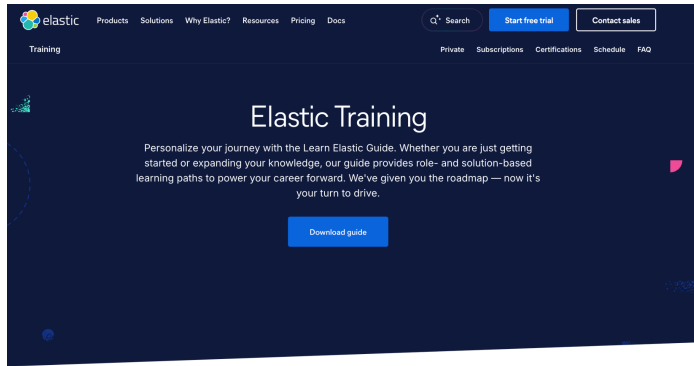 elastic
Products Solutions Why Elastic? Resources Pricing Docs Search Start free trial Contact sales
Training Private Subscriptions Certifications Schedule FAQ
Elastic Training
Personalize your journey with the Learn Elastic Guide. Whether you are just getting
started or expanding your knowledge, our guide provides role- and solution-based
learning paths to power your career forward. We've given you the roadmap — now it's
your turn to drive.
Download guide